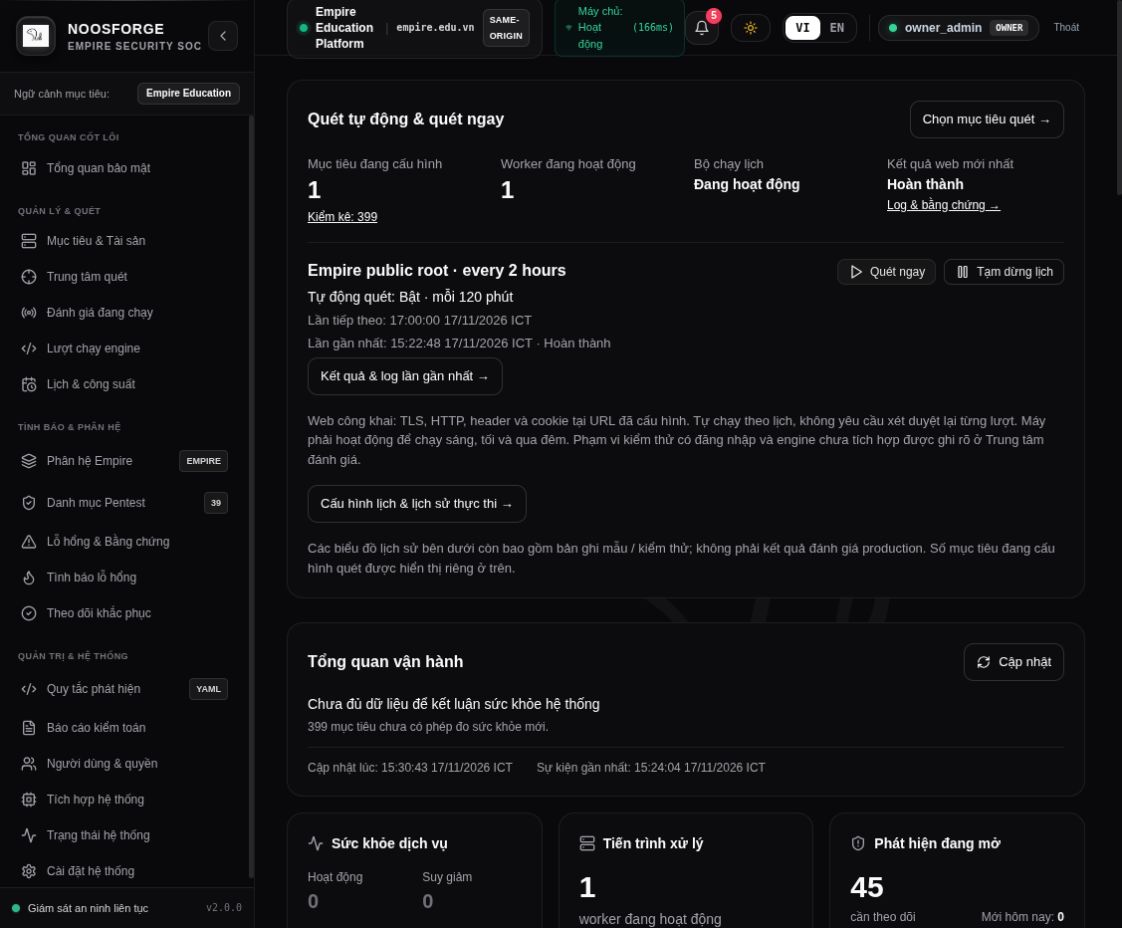 NOOSFORGE
EMPIRE SECURITY SOC
Ngữ cảnh mục tiêu: Empire Education
TỔNG QUAN CỐT LÕI
Tổng quan bảo mật
QUẢN LÝ & QUÉT
Mục tiêu & Tài sản
Trung tâm quét
Đánh giá đang chạy
Lượt chạy engine
Lịch & công suất
TÌNH BÁO & PHÂN HỆ
Phân hệ Empire EMPIRE
Danh mục Pentest 39
Lỗ hổng & Bằng chứng
Tình báo lỗ hổng
Theo dõi khắc phục
QUẢN TRỊ & HỆ THỐNG
Quy tắc phát hiện YAML
Báo cáo kiểm toán
Người dùng & quyền
Tích hợp hệ thống
Trạng thái hệ thống
Cài đặt hệ thống
Giám sát an ninh liên tục v2.0.0
Empire
Education
Platform
empire.edu.vn
SAME-
ORIGIN
Máy chủ:
Hoạt
động
(166ms)
5
VI EN
owner_admin OWNER
Thoát
Quét tự động & quét ngay
Chọn mục tiêu quét →
Mục tiêu đang cấu hình
1
Kiểm kê: 399
Worker đang hoạt động
1
Bộ chạy lịch
Đang hoạt động
Kết quả web mới nhất
Hoàn thành
Log & bằng chứng →
Empire public root · every 2 hours
Quét ngay
Tạm dừng lịch
Tự động quét: Bật · mỗi 120 phút
Lần tiếp theo: 17:00:00 17/11/2026 ICT
Lần gần nhất: 15:22:48 17/11/2026 ICT · Hoàn thành
Kết quả & log lần gần nhất →
Web công khai: TLS, HTTP, header và cookie tại URL đã cấu hình. Tự chạy theo lịch, không yêu cầu xét duyệt lại từng lượt. Máy
phải hoạt động để chạy sáng, tối và qua đêm. Phạm vi kiểm thử có đăng nhập và engine chưa tích hợp được ghi rõ ở Trung tâm
đánh giá.
Cấu hình lịch & lịch sử thực thi →
Các biểu đồ lịch sử bên dưới còn bao gồm bản ghi mẫu / kiểm thử; không phải kết quả đánh giá production. Số mục tiêu đang cấu
hình quét được hiển thị riêng ở trên.
Tổng quan vận hành
Cập nhật
Chưa đủ dữ liệu để kết luận sức khỏe hệ thống
399 mục tiêu chưa có phép đo sức khỏe mới.
Cập nhật lúc: 15:30:43 17/11/2026 ICT Sự kiện gần nhất: 15:24:04 17/11/2026 ICT
Sức khỏe dịch vụ
Hoạt động Suy giảm
0 0
Tiến trình xử lý
1
worker đang hoạt động
Phát hiện đang mở
45
cần theo dõi Mới hôm nay: 0